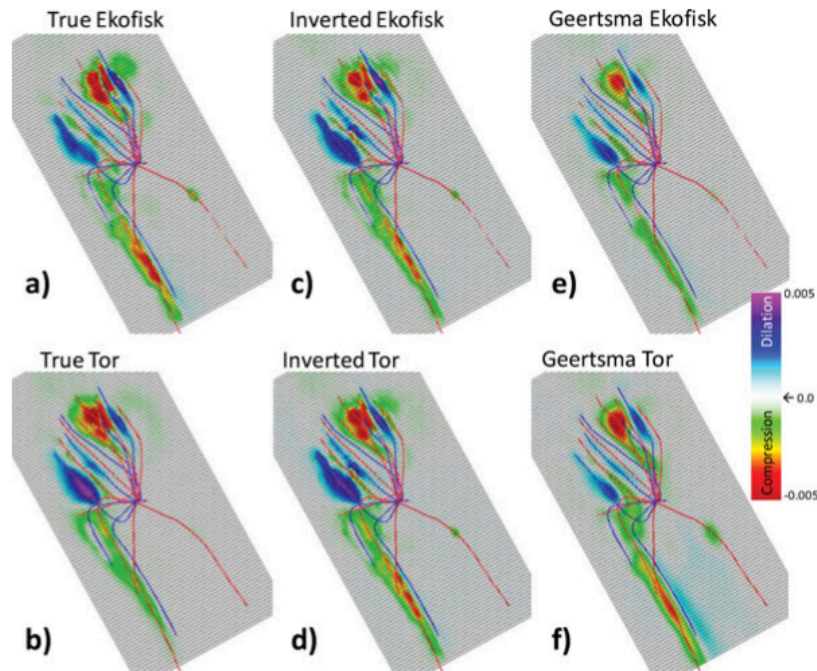 True Ekofisk
Inverted Ekofisk
Geertsma Ekofisk
a)
c)
e)
True Tor
Inverted Tor
Geertsma Tor
b)
d)
f)
0.005
Dilation
← 0.0
Compression
-0.005